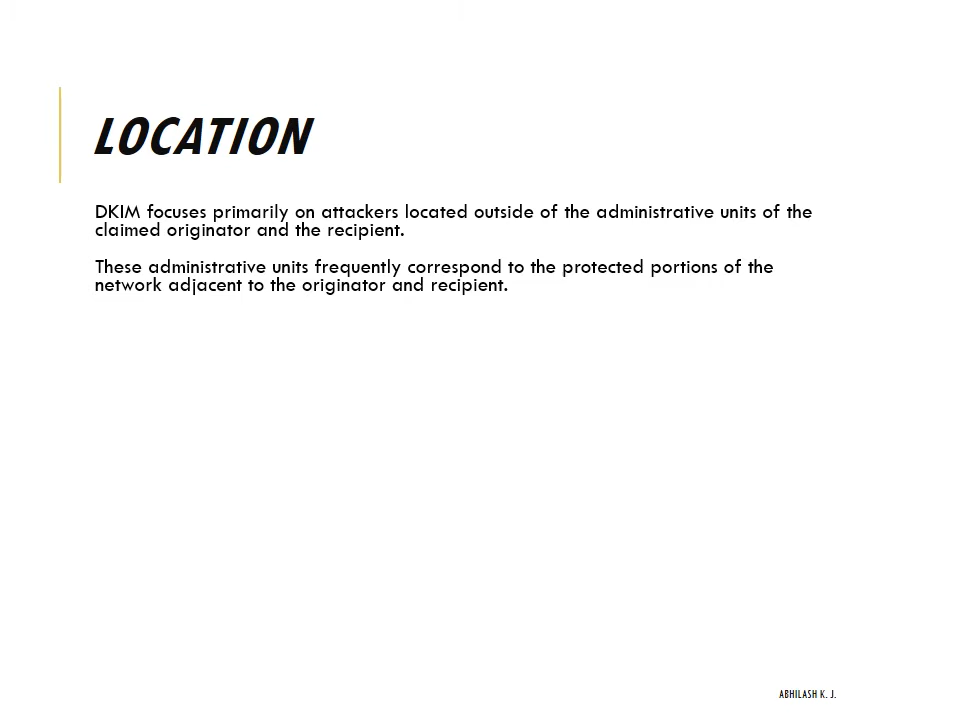 LOCATION
DKIM focuses primarily on attackers located outside of the administrative units of the
claimed originator and the recipient.
These administrative units frequently correspond to the protected portions of the
network adjacent to the originator and recipient.
ABHILASH K. J.